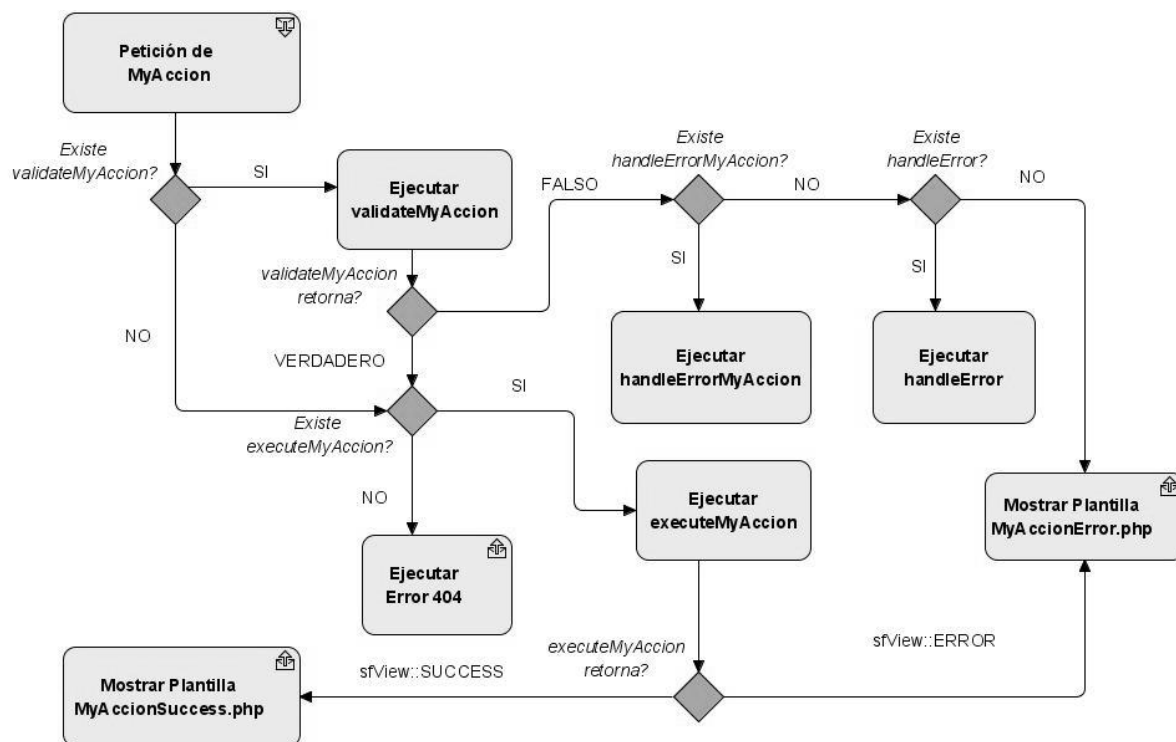 Petición de
MyAccion
Existe
validateMyAccion?
SI
Ejecutar
validateMyAccion
FALSO
Existe
handleErrorMyAccion?
NO
Existe
handleError?
NO
validateMyAccion
retorna?
SI
SI
NO
VERDADERO
Ejecutar
handleErrorMyAccion
Ejecutar
handleError
Existe
executeMyAccion?
SI
NO
Ejecutar
executeMyAccion
Mostrar Plantilla
MyAccionError.php
Ejecutar
Error 404
executeMyAccion
retorna?
sfView::ERROR
sfView::SUCCESS
Mostrar Plantilla
MyAccionSuccess.php